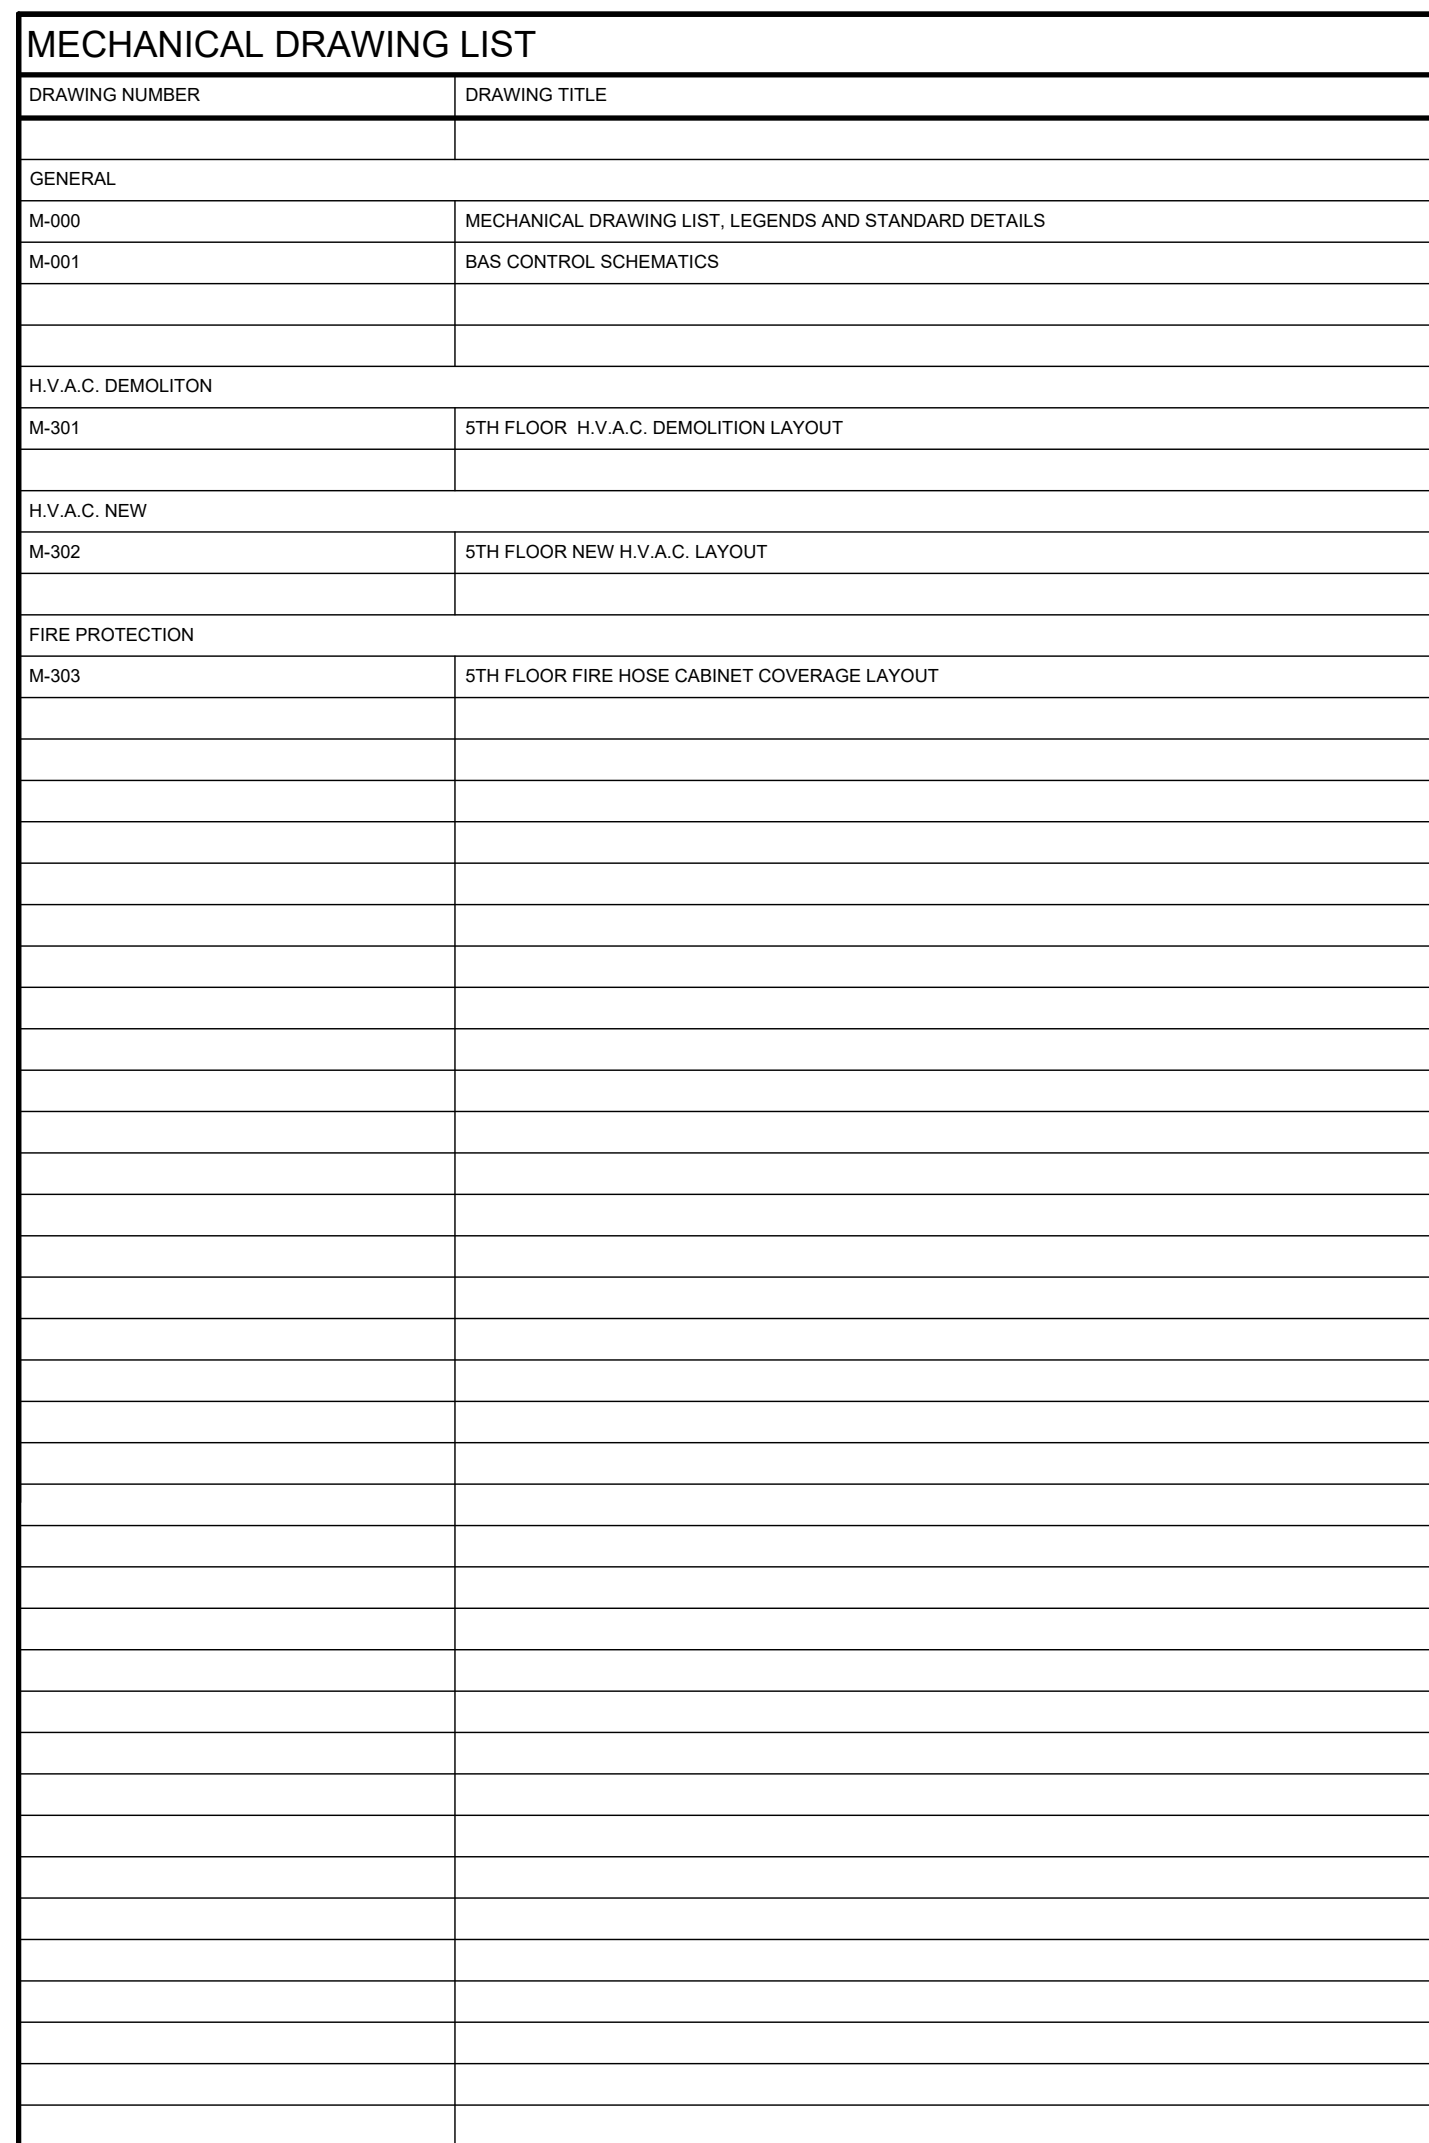 MECHANICAL DRAWING LIST
DRAWING NUMBER DRAWING TITLE
GENERAL
M-000 MECHANICAL DRAWING LIST, LEGENDS AND STANDARD DETAILS
M-001 BAS CONTROL SCHEMATICS
H.V.A.C. DEMOLITON
M-301 5TH FLOOR  H.V.A.C. DEMOLITION LAYOUT
H.V.A.C. NEW
M-302 5TH FLOOR NEW H.V.A.C. LAYOUT
FIRE PROTECTION
M-303 5TH FLOOR FIRE HOSE CABINET COVERAGE LAYOUT